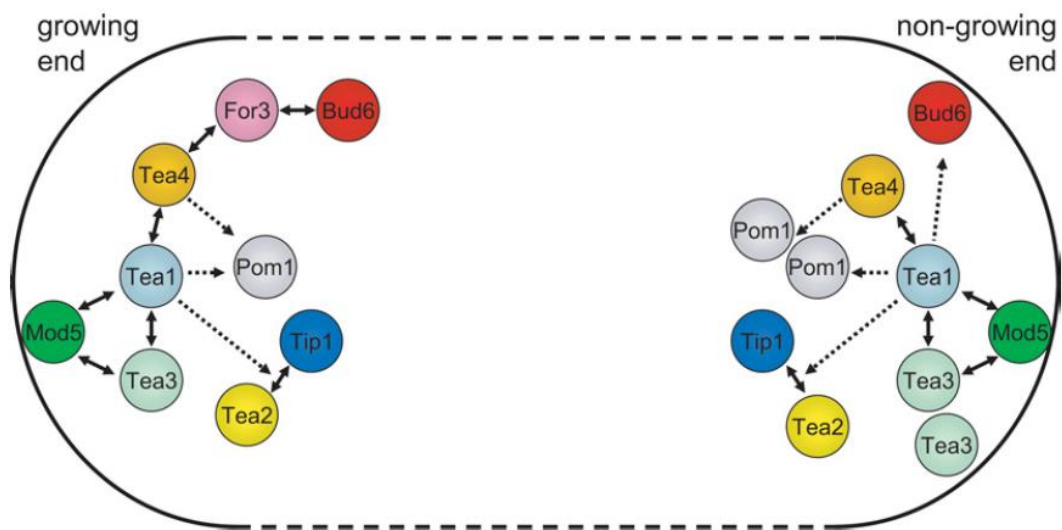 growing
end
For3
Bud6
Tea4
Tea1
Pom1
Mod5
Tip1
Tea3
Tea2
non-growing
end
Bud6
Tea4
Pom1
Pom1
Tea1
Tip1
Mod5
Tea3
Tea2
Tea3